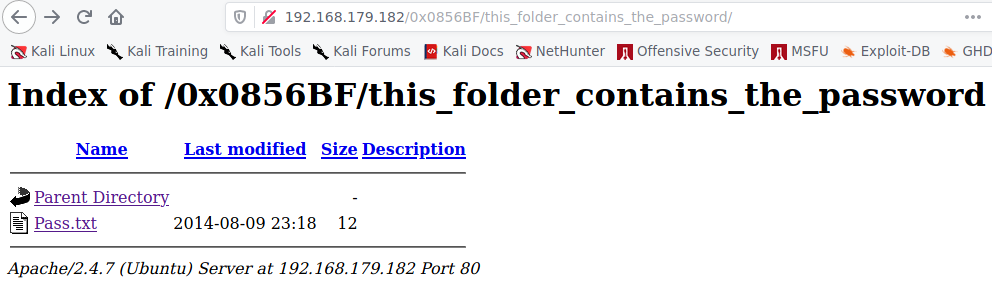 192.168.179.182/0x0856BF/this_folder_contains_the_password/
Kali Linux Kali Training Kali Tools Kali Forums Kali Docs NetHunter Offensive Security MSFU Exploit-DB GHD
Index of /0x0856BF/this_folder_contains_the_password
Name Last modified Size Description
Parent Directory -
Pass.txt 2014-08-09 23:18 12
Apache/2.4.7 (Ubuntu) Server at 192.168.179.182 Port 80